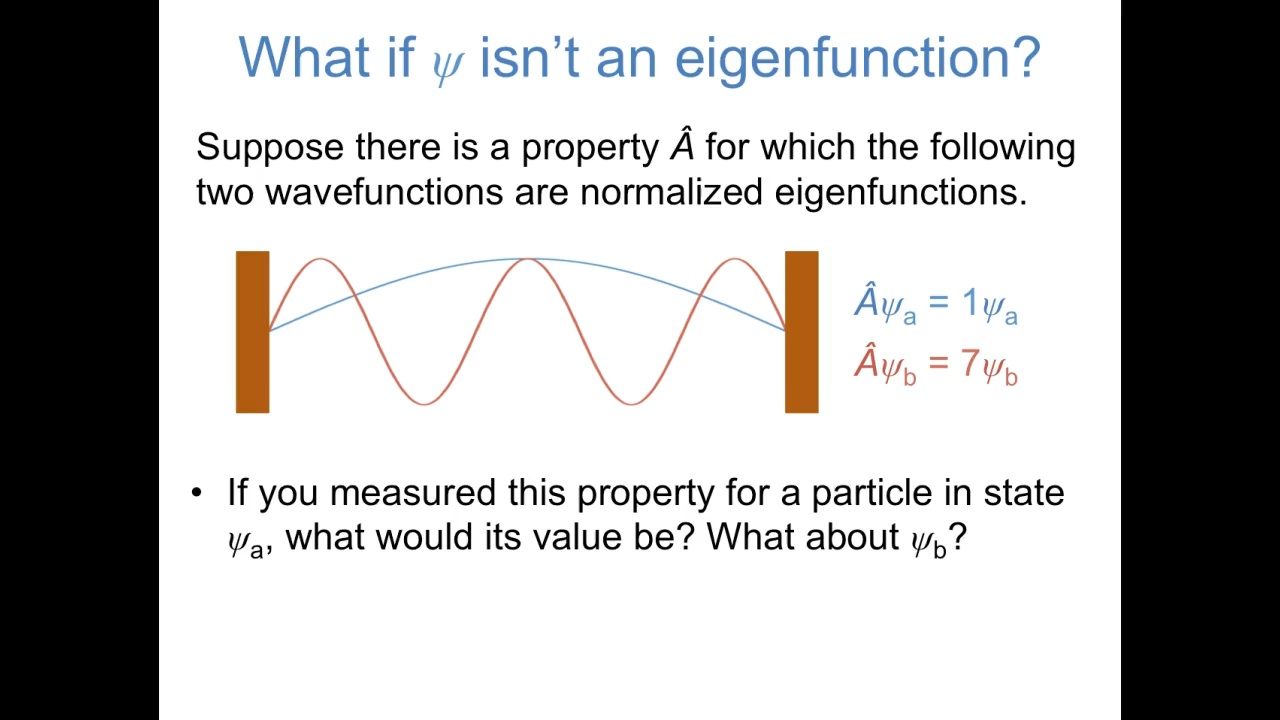 What if ψ isn’t an eigenfunction?
Suppose there is a property Â for which the following
two wavefunctions are normalized eigenfunctions.
Âψa = 1ψa
Âψb = 7ψb
• If you measured this property for a particle in state
ψa, what would its value be? What about ψb?